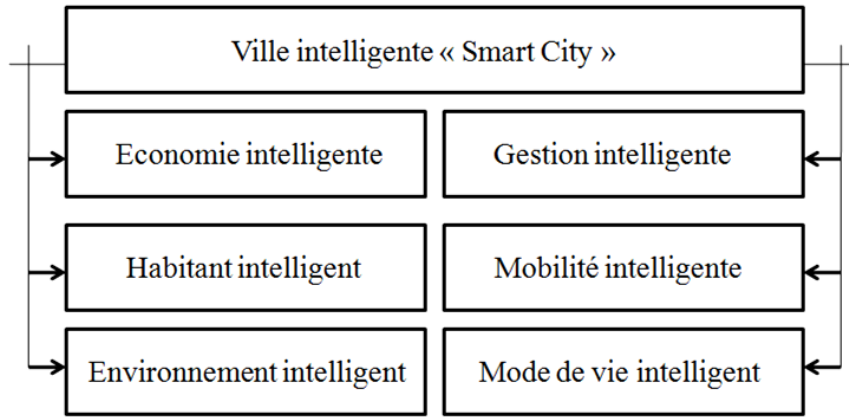 Ville intelligente « Smart City »
Economie intelligente
Gestion intelligente
Habitant intelligent
Mobilité intelligente
Environnement intelligent
Mode de vie intelligent